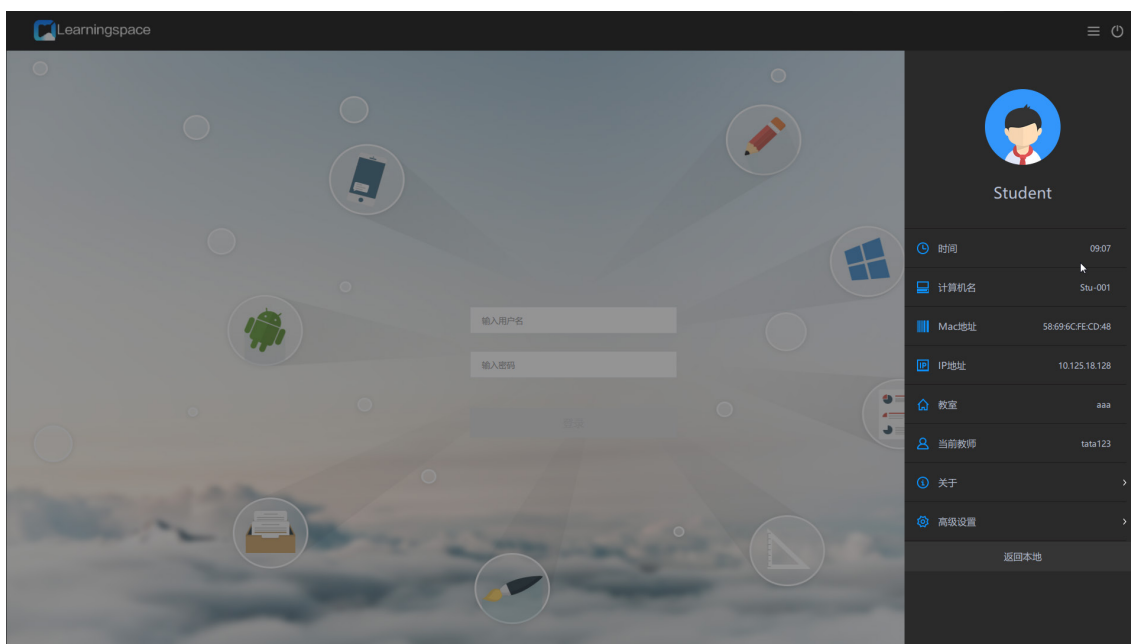 Learningspace
Student
时间 09:07
计算机名 Stu-001
Mac地址 58:69:6C:FE:CD:48
IP地址 10.125.18.128
教室 aaa
当前教师 tata123
关于
高级设置
返回本地
输入用户名
输入密码
登录